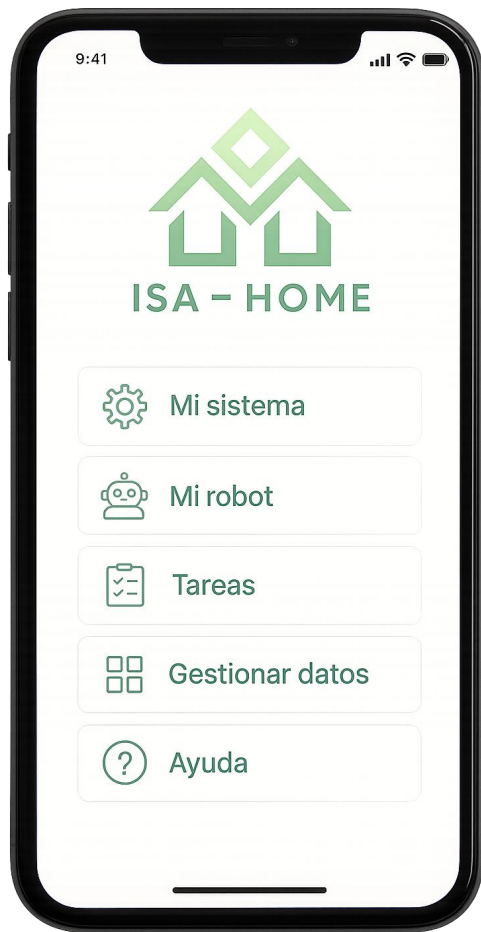 9:41
ISA – HOME
Mi sistema
Mi robot
Tareas
Gestionar datos
Ayuda